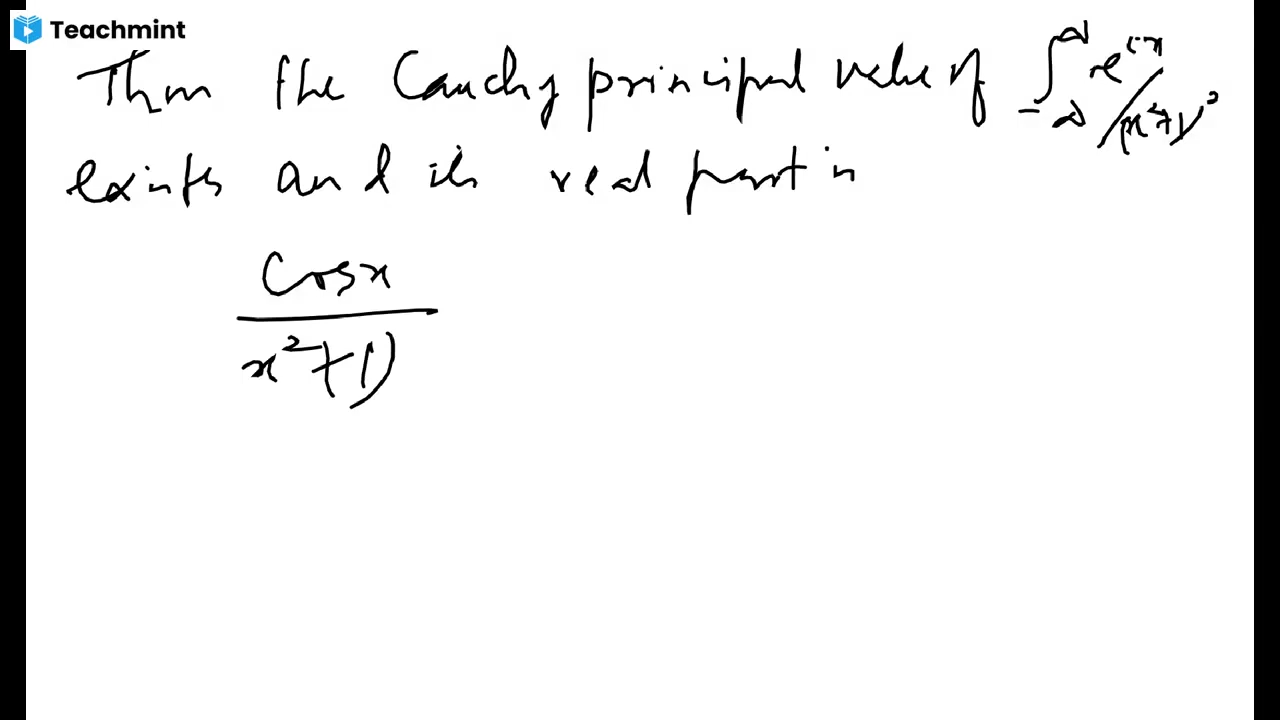 Teachmint
Then the Cauchy principal value of ∫_{-∞}^{∞} e^{ix}/(x²+1)²
exists and its real part is
cos x
x²+1)